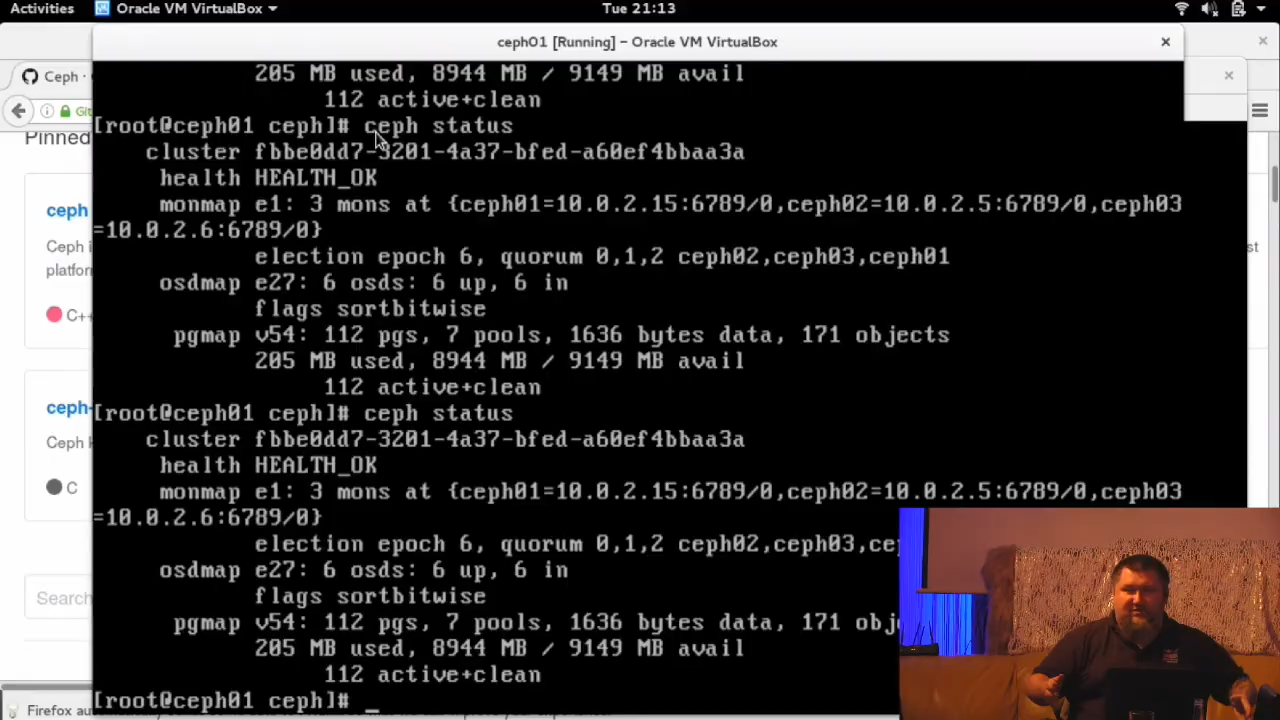 Activities Oracle VM VirtualBox Tue 21:13
ceph01 [Running] - Oracle VM VirtualBox
Ceph ·
Git
Pinned
205 MB used, 8944 MB / 9149 MB avail
112 active+clean
[root@ceph01 ceph]# ceph status
cluster fbbe0dd7-3201-4a37-bfed-a60ef4bbaa3a
health HEALTH_OK
monmap e1: 3 mons at {ceph01=10.0.2.15:6789/0,ceph02=10.0.2.5:6789/0,ceph03
=10.0.2.6:6789/0}
election epoch 6, quorum 0,1,2 ceph02,ceph03,ceph01
osdmap e27: 6 osds: 6 up, 6 in
flags sortbitwise
pgmap v54: 112 pgs, 7 pools, 1636 bytes data, 171 objects
205 MB used, 8944 MB / 9149 MB avail
112 active+clean
[root@ceph01 ceph]# ceph status
cluster fbbe0dd7-3201-4a37-bfed-a60ef4bbaa3a
health HEALTH_OK
monmap e1: 3 mons at {ceph01=10.0.2.15:6789/0,ceph02=10.0.2.5:6789/0,ceph03
=10.0.2.6:6789/0}
election epoch 6, quorum 0,1,2 ceph02,ceph03,ce
osdmap e27: 6 osds: 6 up, 6 in
flags sortbitwise
pgmap v54: 112 pgs, 7 pools, 1636 bytes data, 171 obj
205 MB used, 8944 MB / 9149 MB avail
112 active+clean
[root@ceph01 ceph]# _
ceph
Ceph i
platforn
st
C++
ceph-
Ceph k
C
Search
Firefox autom